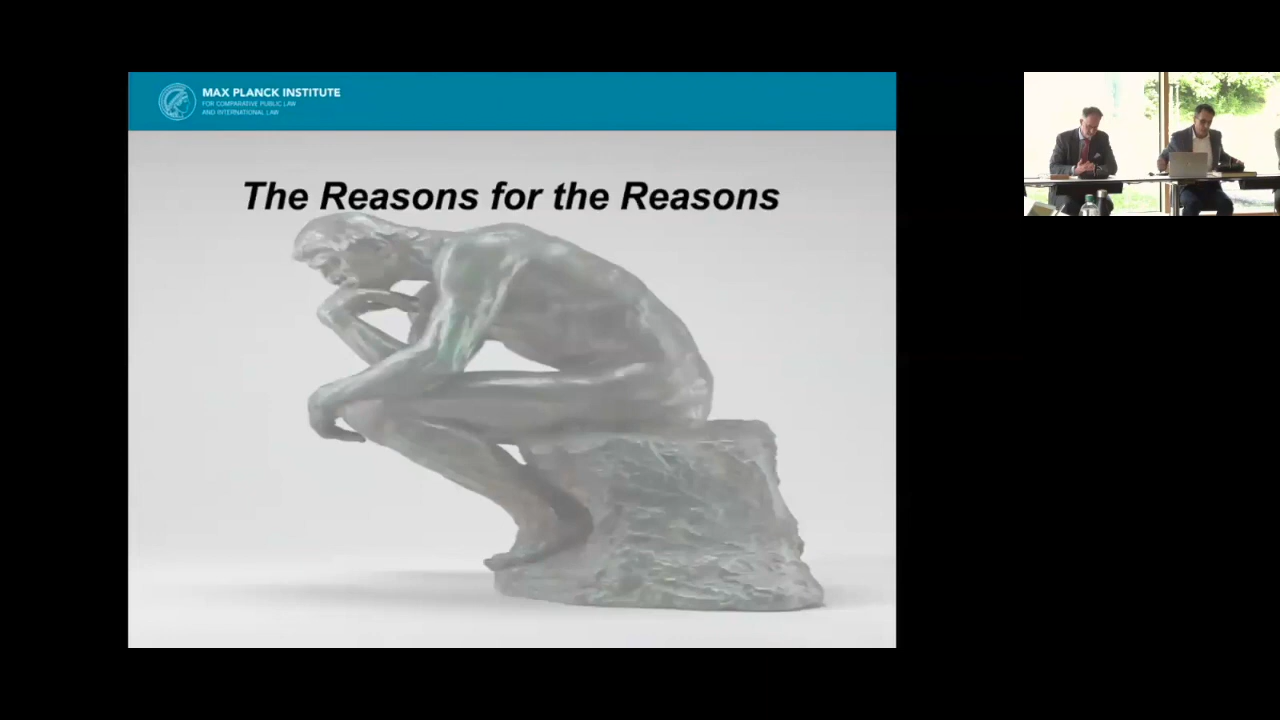 MAX PLANCK INSTITUTE
FOR COMPARATIVE PUBLIC LAW
AND INTERNATIONAL LAW
The Reasons for the Reasons